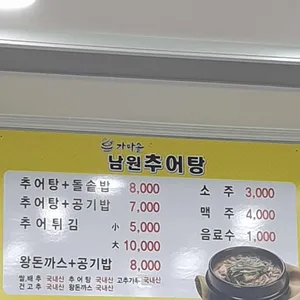 가마솥
남원추어탕
추어탕+돌솥밥 8,000
추어탕+공기밥 7,000
추어튀김 小 5,000
大 10,000
왕돈까스+공기밥 8,000
소주 3,000
맥주 4,000
음료수 1,000
쌀,배추 국내산 추어탕 국내산 고추가루 국내산
건고추 국내산 왕돈까스 국내산